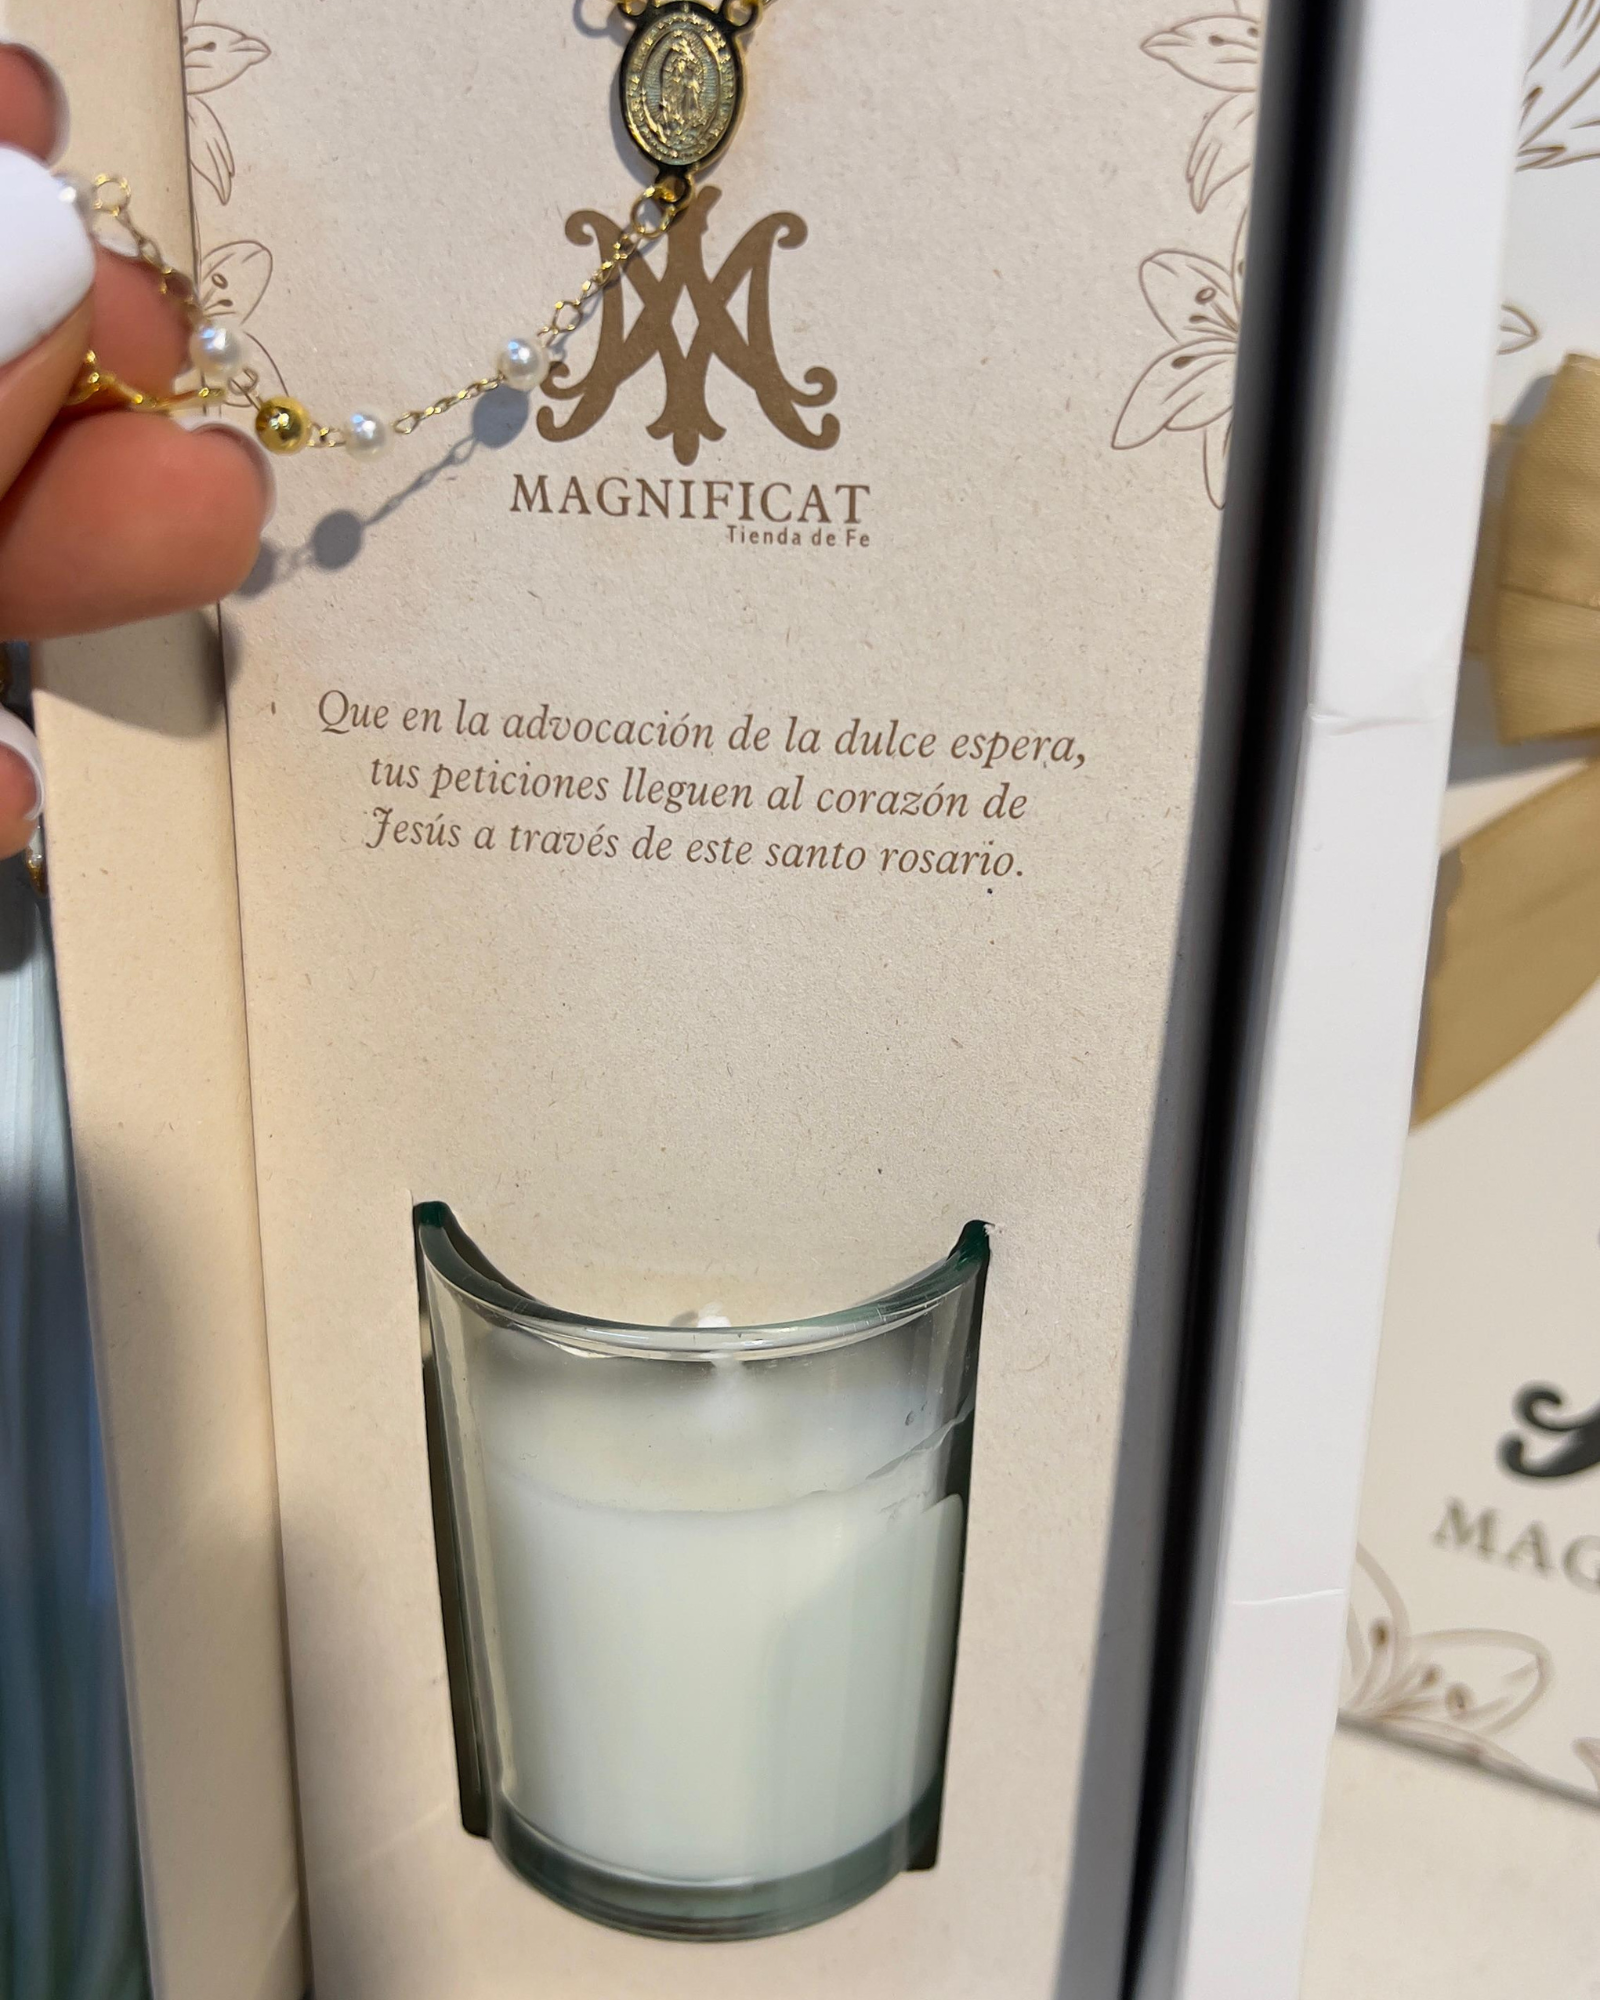 MAGNIFICAT
Tienda de Fe
Que en la advocación de la dulce espera,
tus peticiones lleguen al corazón de
Jesús a través de este santo rosario.
MAG